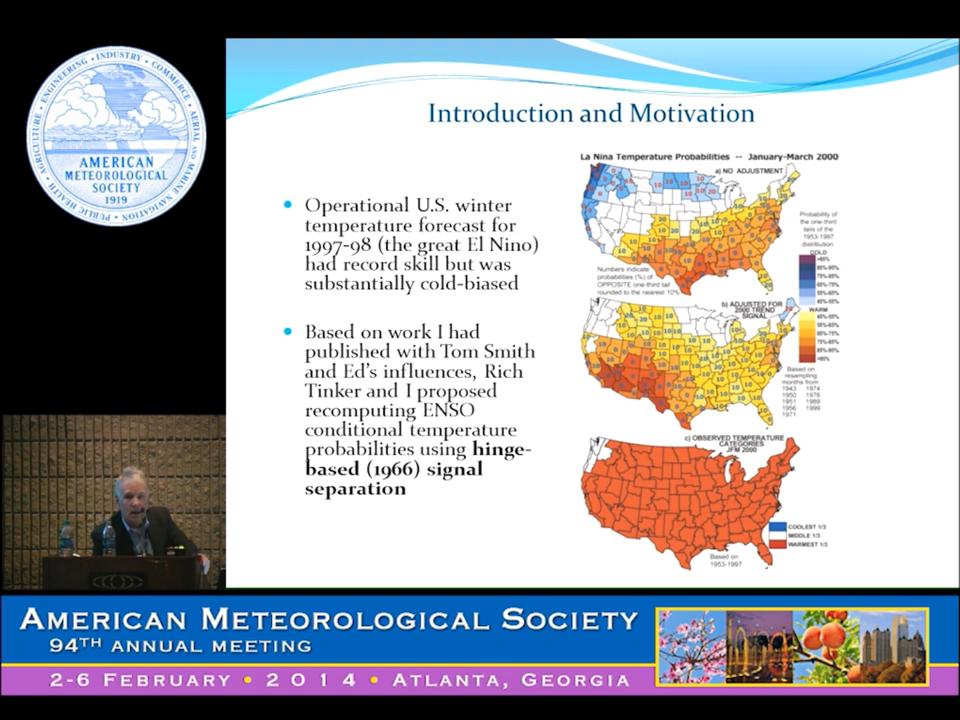 ENGINEERING • INDUSTRY • COMMERCE • AERIAL AND MARINE NAVIGATION • PUBLIC HEALTH • AGRICULTURE •
AMERICAN
METEOROLOGICAL
SOCIETY
1919
Introduction and Motivation
Operational U.S. winter
temperature forecast for
1997-98 (the great El Nino)
had record skill but was
substantially cold-biased
Based on work I had
published with Tom Smith
and Ed's influences, Rich
Tinker and I proposed
recomputing ENSO
conditional temperature
probabilities using hinge-
based (1966) signal
separation
La Nina Temperature Probabilities -- January-March 2000
a) NO ADJUSTMENT
Numbers indicate
probabilities (%) of
OPPOSITE one-third tail
rounded to the nearest 10%
Probability of
the one-third
tails of the
1953-1997
distribution
COLD
WARM
b) ADJUSTED FOR
2000 TREND
SIGNAL
Based on
resampling
months from
1943 1974
1950 1976
1951 1989
1956 1999
1971
c) OBSERVED TEMPERATURE
CATEGORIES
JFM 2000
COOLEST 1/3
MIDDLE 1/3
WARMEST 1/3
Based on
1953-1997
AMERICAN METEOROLOGICAL SOCIETY
94TH ANNUAL MEETING
2-6 FEBRUARY • 2014 • ATLANTA, GEORGIA